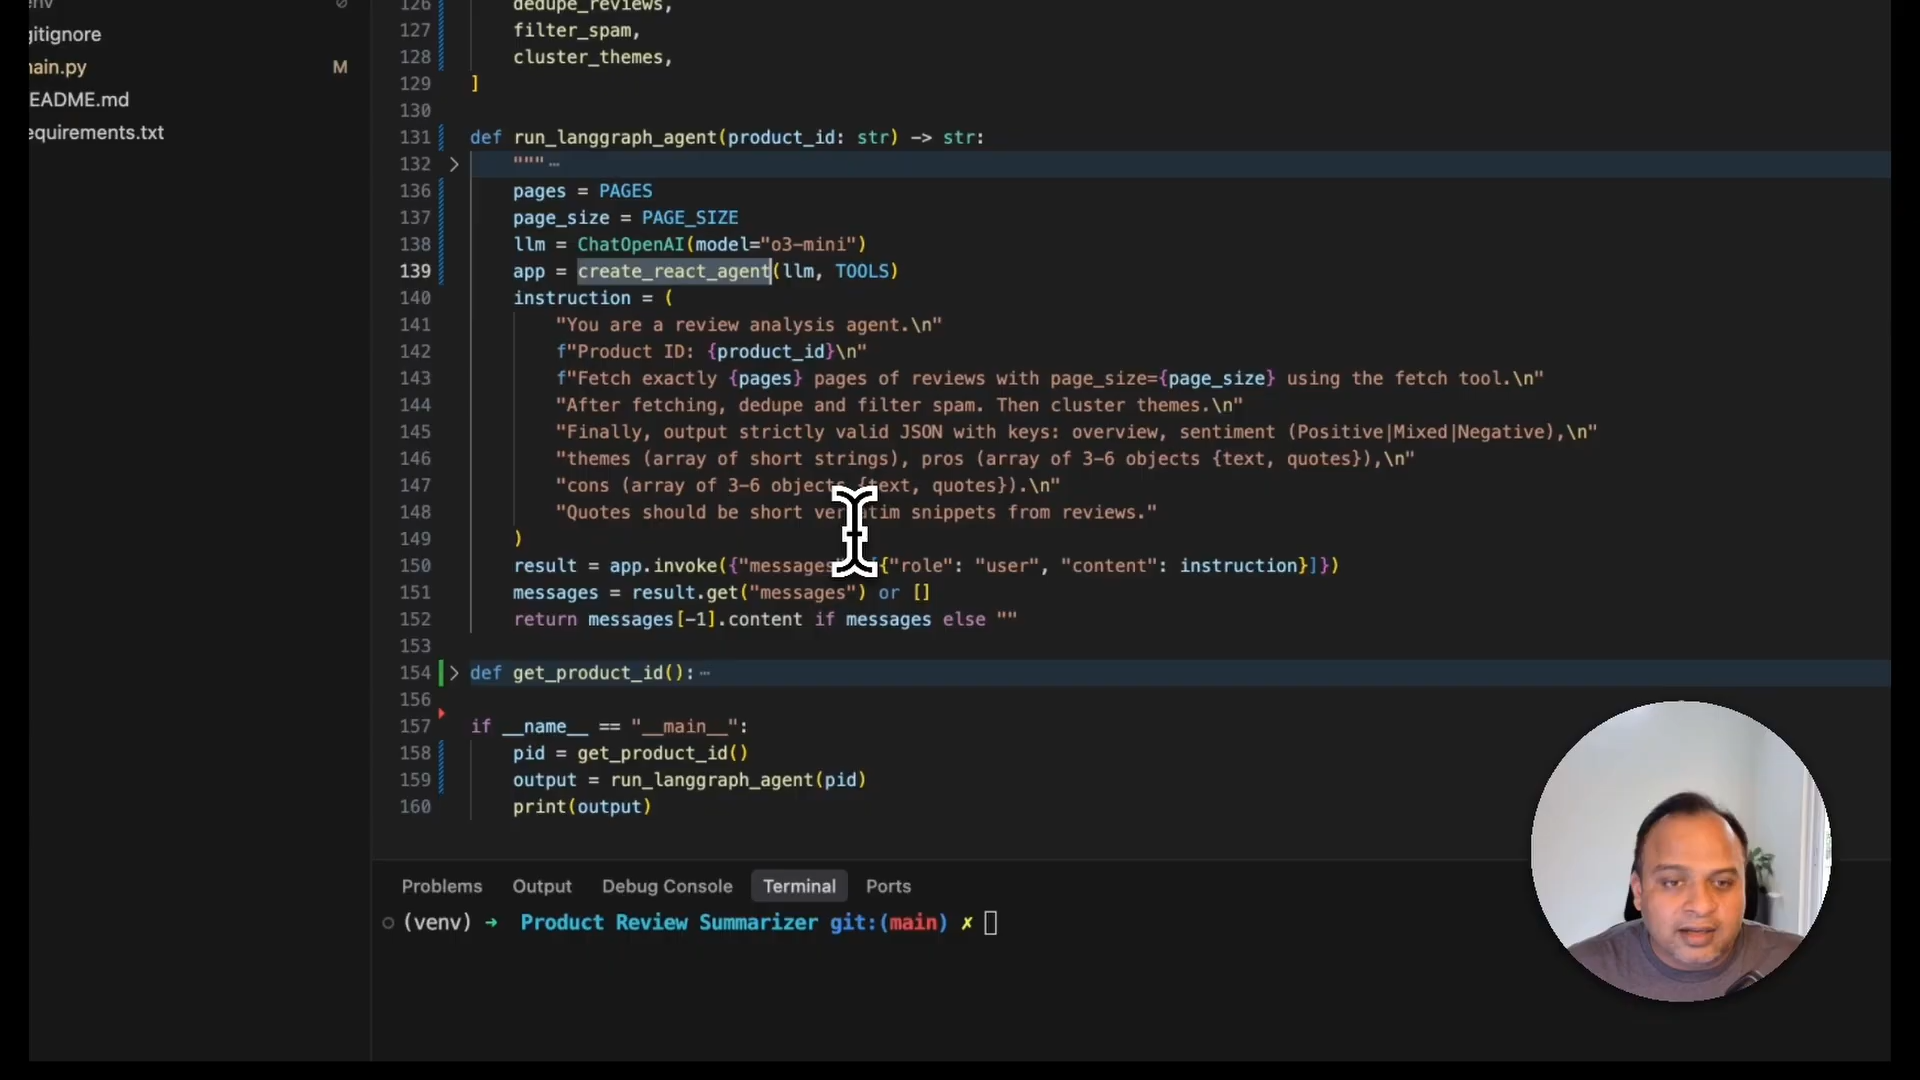 env
gitignore
main.py M
EADME.md
equirements.txt
126 dedupe_reviews,
127 filter_spam,
128 cluster_themes,
129 ]
130
131 def run_langgraph_agent(product_id: str) -> str:
132 """…
136 pages = PAGES
137 page_size = PAGE_SIZE
138 llm = ChatOpenAI(model="o3-mini")
139 app = create_react_agent(llm, TOOLS)
140 instruction = (
141 "You are a review analysis agent.\n"
142 f"Product ID: {product_id}\n"
143 f"Fetch exactly {pages} pages of reviews with page_size={page_size} using the fetch tool.\n"
144 "After fetching, dedupe and filter spam. Then cluster themes.\n"
145 "Finally, output strictly valid JSON with keys: overview, sentiment (Positive|Mixed|Negative),\n"
146 "themes (array of short strings), pros (array of 3-6 objects {text, quotes}),\n"
147 "cons (array of 3-6 objects {text, quotes}).\n"
148 "Quotes should be short verbatim snippets from reviews."
149 )
150 result = app.invoke({"messages": [{"role": "user", "content": instruction}]})
151 messages = result.get("messages") or []
152 return messages[-1].content if messages else ""
153
154 def get_product_id():…
156
157 if __name__ == "__main__":
158 pid = get_product_id()
159 output = run_langgraph_agent(pid)
160 print(output)
Problems Output Debug Console Terminal Ports
(venv) → Product Review Summarizer git:(main) ✗